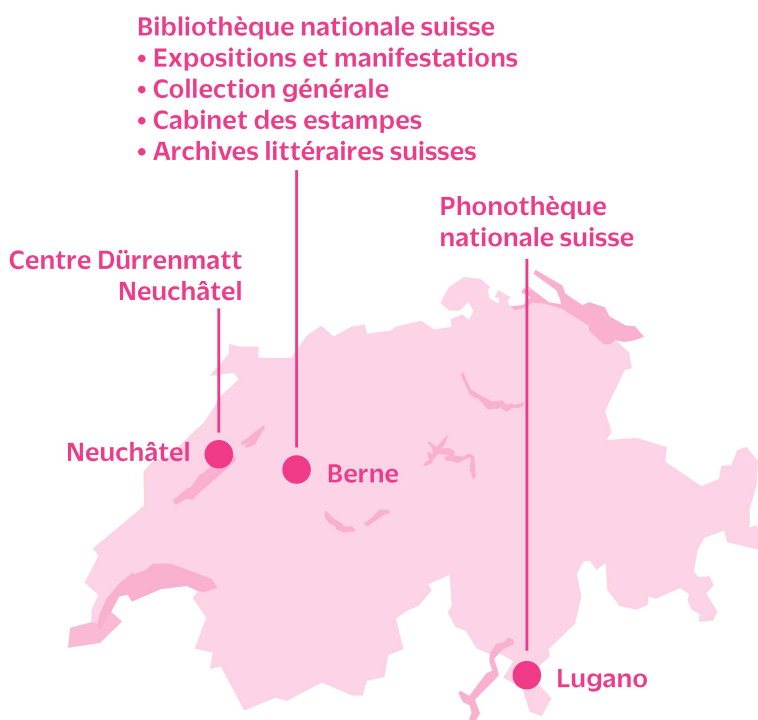 Bibliothèque nationale suisse
• Expositions et manifestations
• Collection générale
• Cabinet des estampes
• Archives littéraires suisses
Phonothèque
nationale suisse
Centre Dürrenmatt
Neuchâtel
Neuchâtel
Berne
Lugano